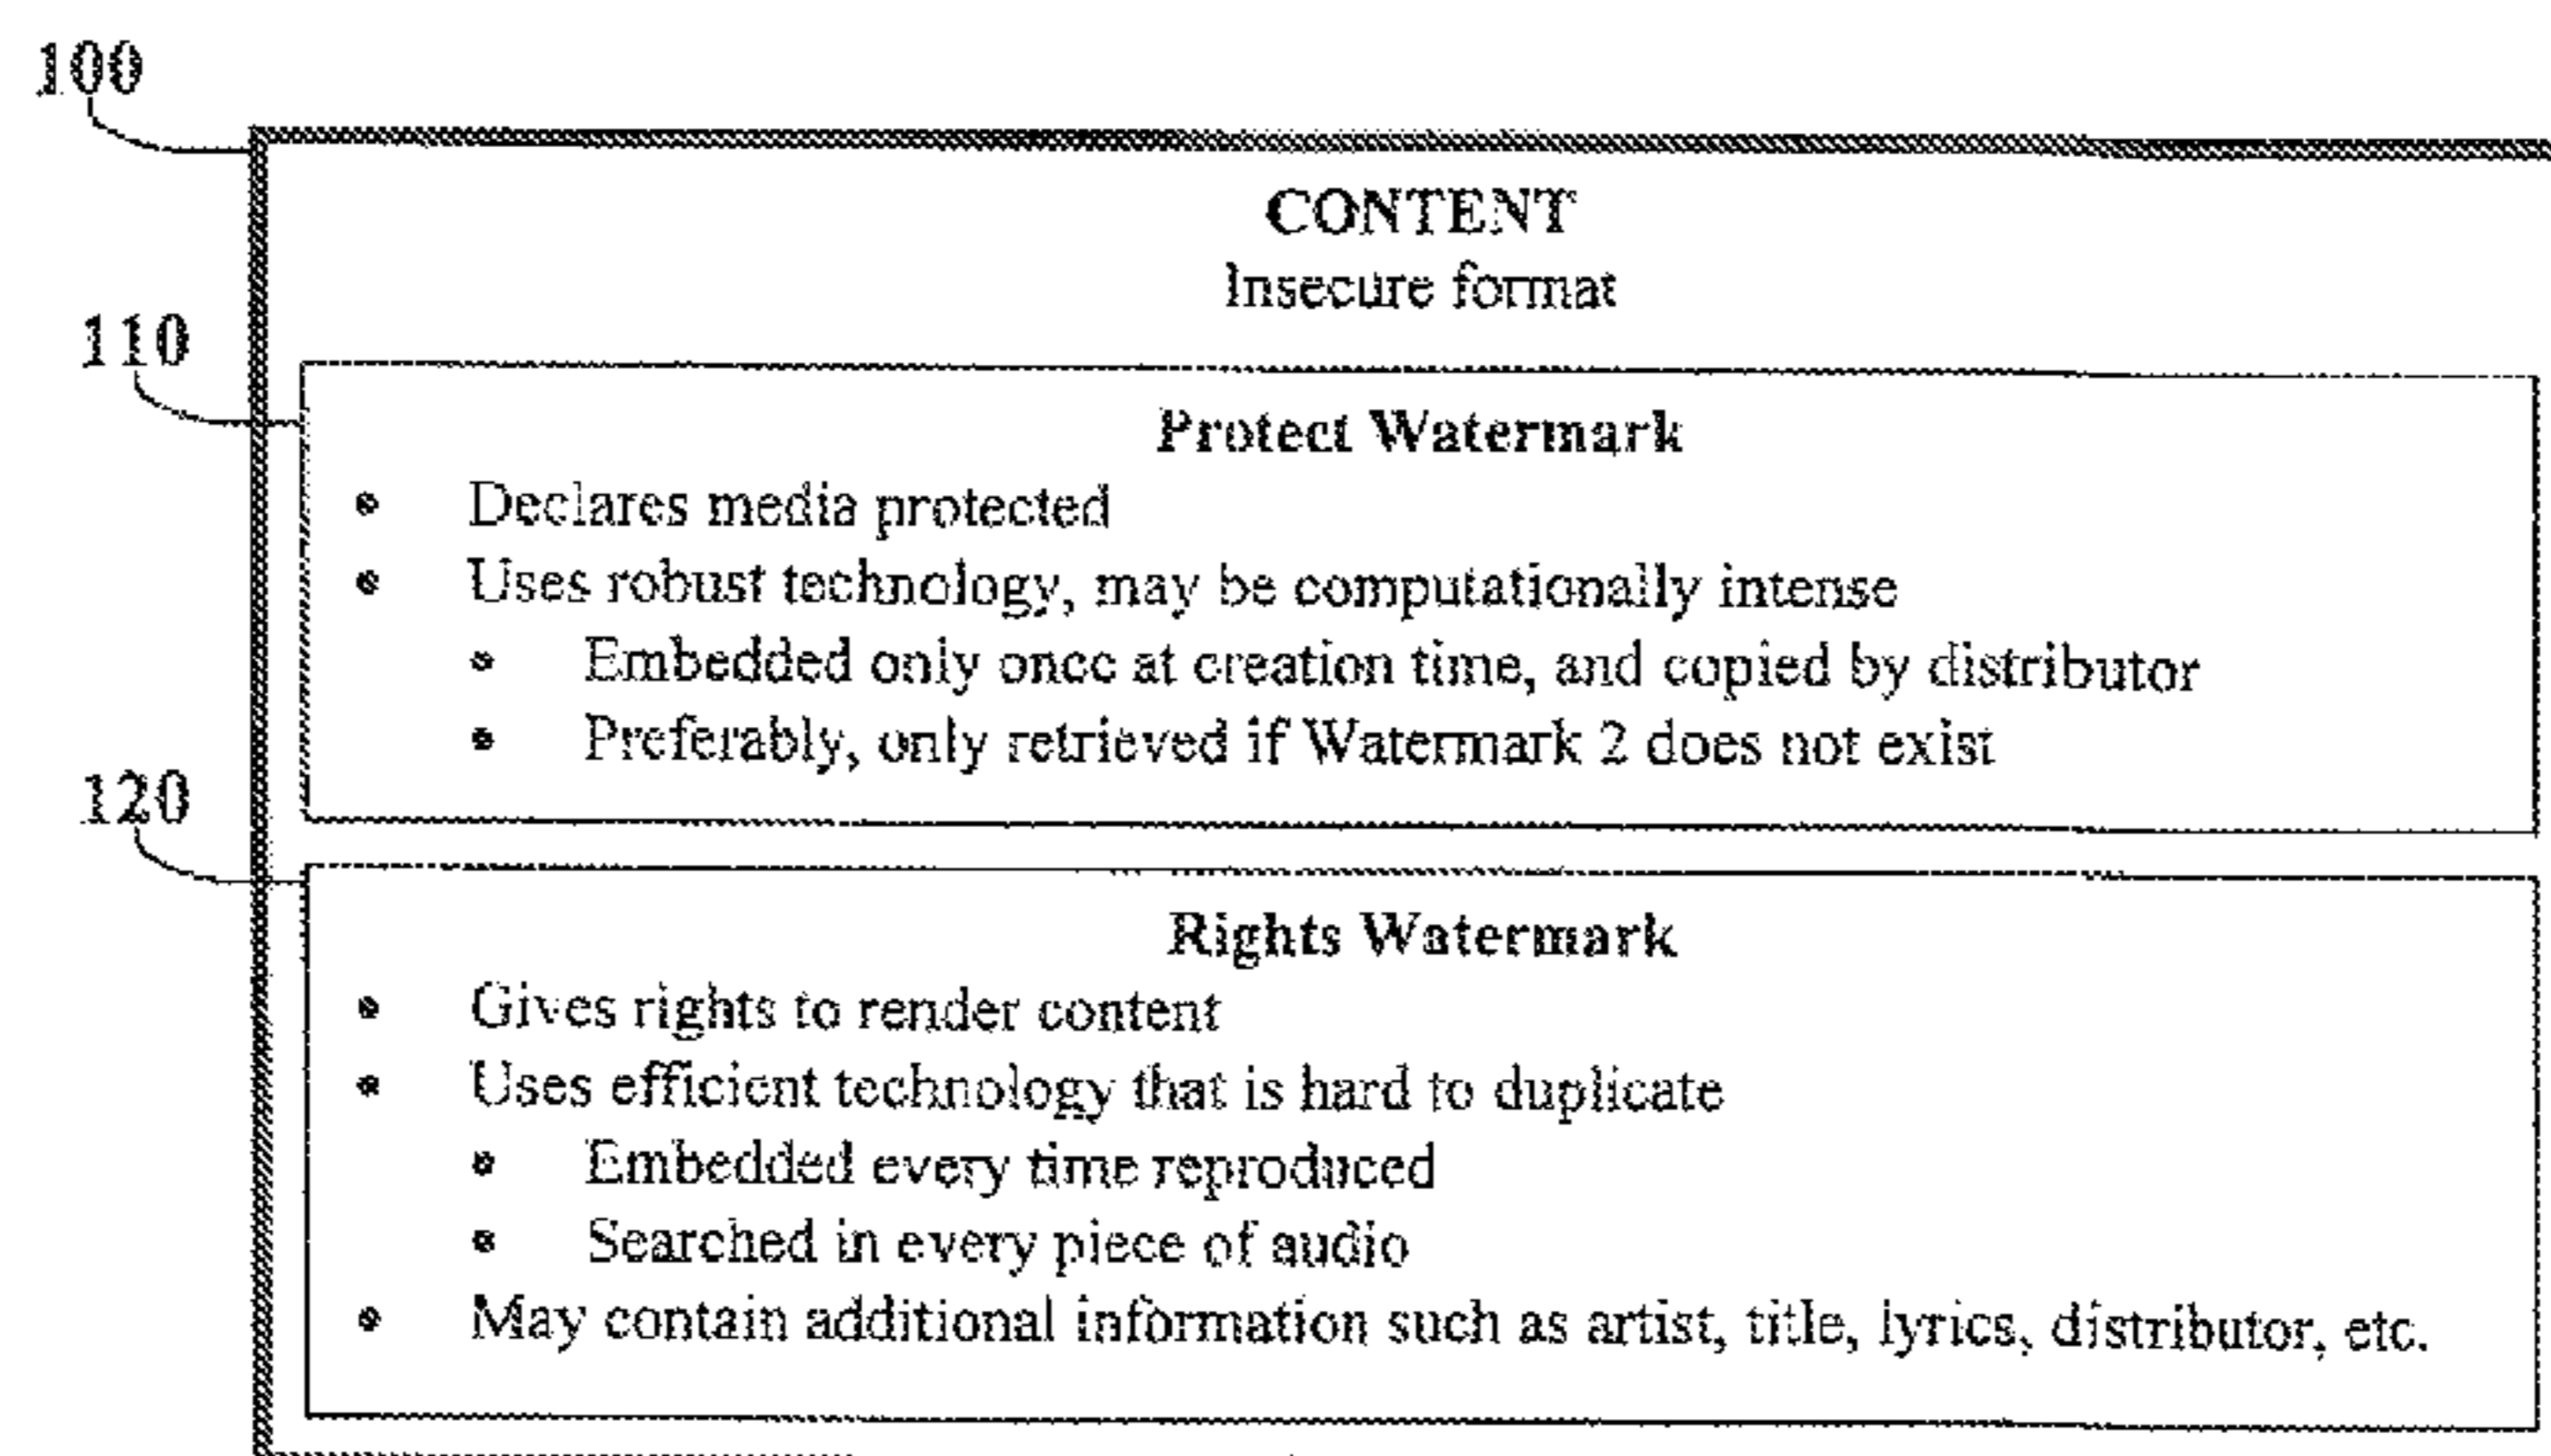 100
CONTENT
Insecure format
110
Protect Watermark
• Declares media protected
• Uses robust technology, may be computationally intense
• Embedded only once at creation time, and copied by distributor
• Preferably, only retrieved if Watermark 2 does not exist
120
Rights Watermark
• Gives rights to render content
• Uses efficient technology that is hard to duplicate
• Embedded every time reproduced
• Searched in every piece of audio
• May contain additional information such as artist, title, lyrics, distributor, etc.